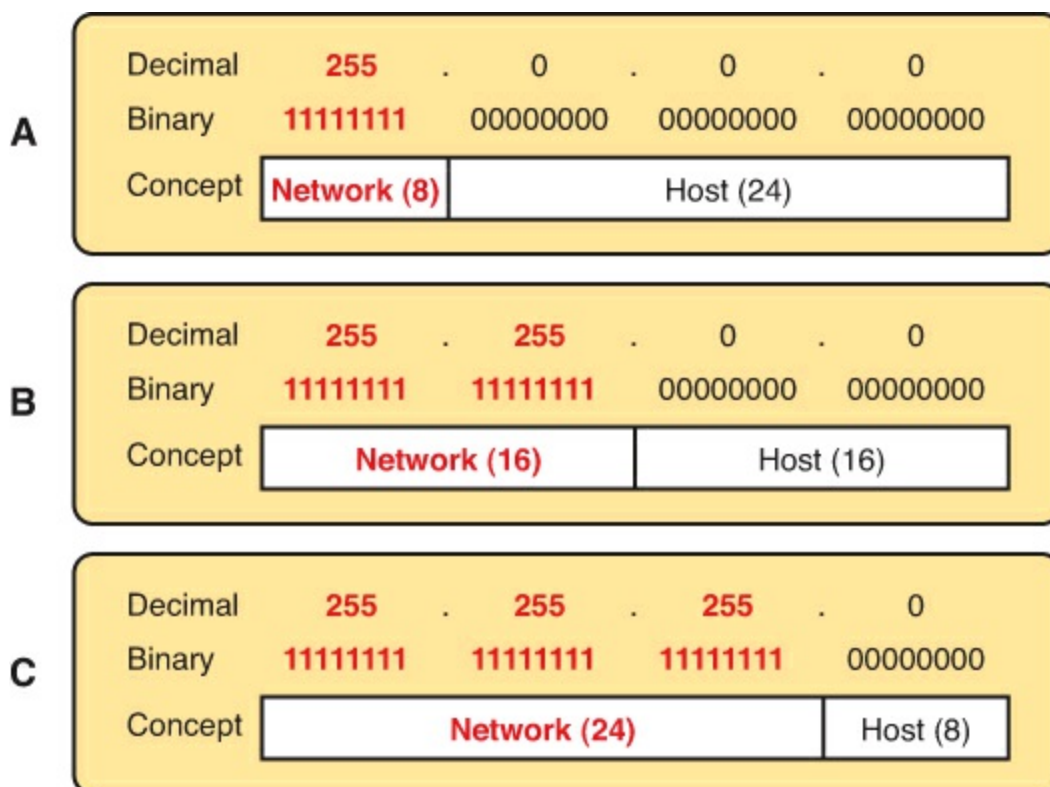 A
Decimal 255 . 0 . 0 . 0
Binary 11111111 00000000 00000000 00000000
Concept Network (8) Host (24)
B
Decimal 255 . 255 . 0 . 0
Binary 11111111 11111111 00000000 00000000
Concept Network (16) Host (16)
C
Decimal 255 . 255 . 255 . 0
Binary 11111111 11111111 11111111 00000000
Concept Network (24) Host (8)